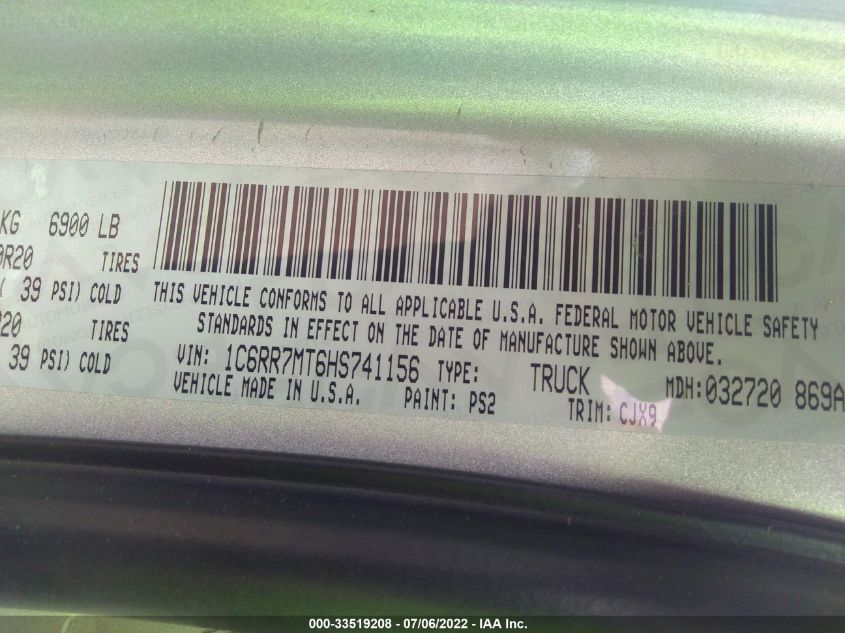 KG 6900 LB
0R20 TIRES
( 39 PSI) COLD
20 TIRES
39 PSI) COLD
THIS VEHICLE CONFORMS TO ALL APPLICABLE U.S.A. FEDERAL MOTOR VEHICLE SAFETY
STANDARDS IN EFFECT ON THE DATE OF MANUFACTURE SHOWN ABOVE.
VIN: 1C6RR7MT6HS741156 TYPE: TRUCK MDH:032720 869A
VEHICLE MADE IN U.S.A. PAINT: PS2 TRIM: CJX9
000-33519208 - 07/06/2022 - IAA Inc.